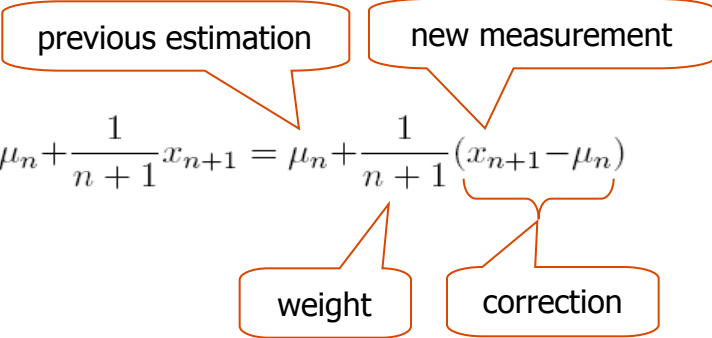 previous estimation
new measurement
μₙ + 1/(n + 1) xₙ₊₁ = μₙ + 1/(n + 1) (xₙ₊₁ − μₙ)
weight
correction